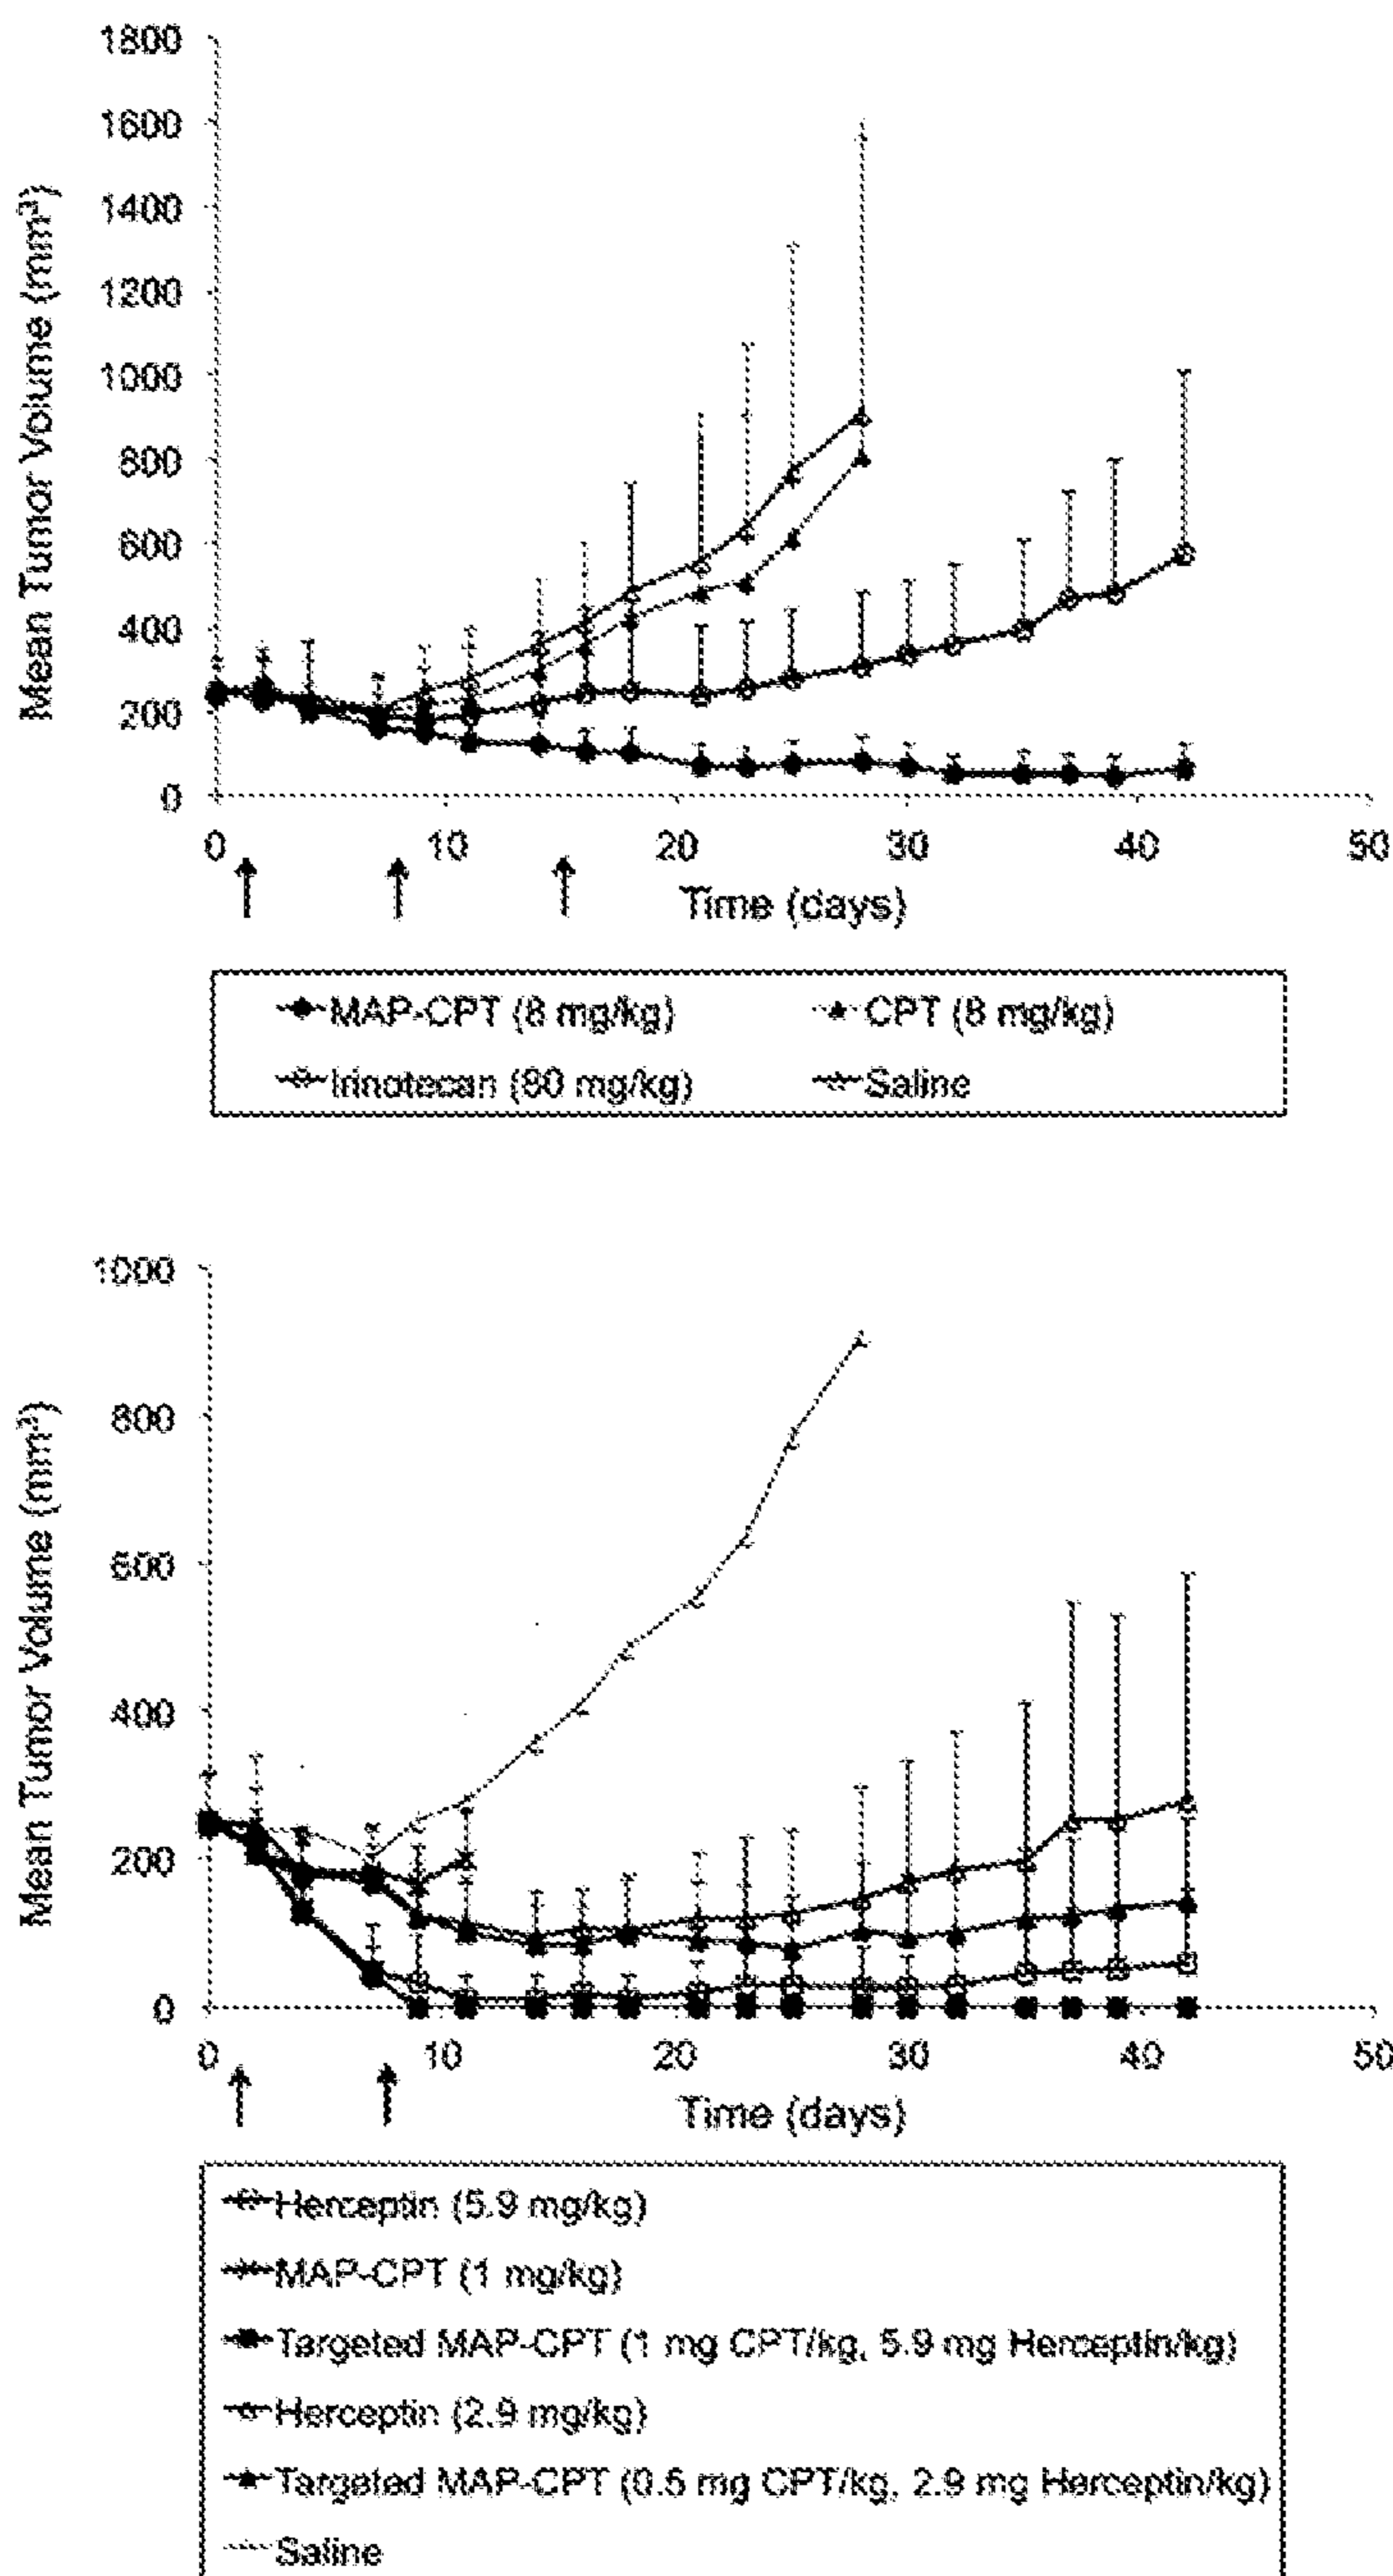 1800
1600
1400
1200
1000
800
600
400
200
0
Mean Tumor Volume (mm³)
0 10 20 30 40 50
Time (days)
MAP-CPT (8 mg/kg) CPT (8 mg/kg)
Irinotecan (80 mg/kg) Saline
1000
800
600
400
200
0
Mean Tumor Volume (mm³)
0 10 20 30 40 50
Time (days)
Herceptin (5.9 mg/kg)
MAP-CPT (1 mg/kg)
Targeted MAP-CPT (1 mg CPT/kg, 5.9 mg Herceptin/kg)
Herceptin (2.9 mg/kg)
Targeted MAP-CPT (0.5 mg CPT/kg, 2.9 mg Herceptin/kg)
Saline